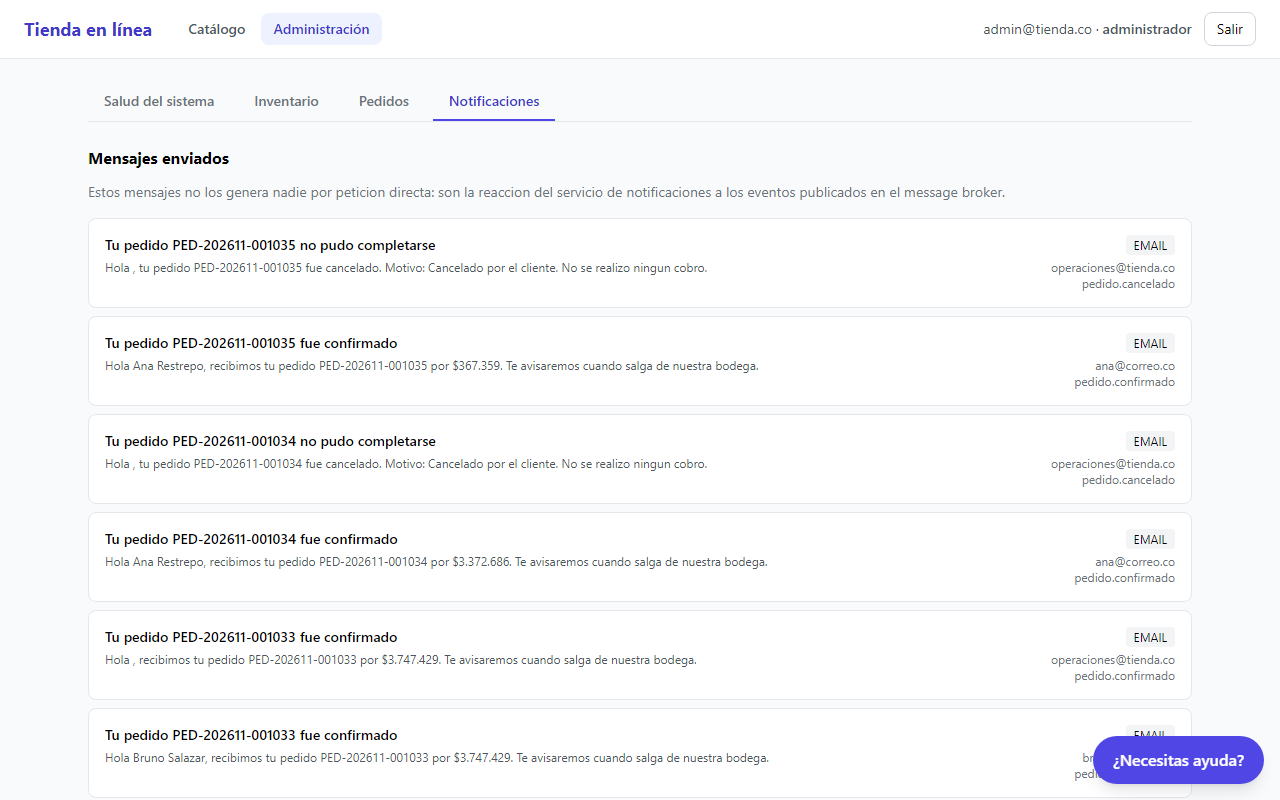 Tienda en línea
Catálogo
Administración
admin@tienda.co · administrador
Salir
Salud del sistema
Inventario
Pedidos
Notificaciones
Mensajes enviados
Estos mensajes no los genera nadie por peticion directa: son la reaccion del servicio de notificaciones a los eventos publicados en el message broker.
Tu pedido PED-202611-001035 no pudo completarse
EMAIL
Hola , tu pedido PED-202611-001035 fue cancelado. Motivo: Cancelado por el cliente. No se realizo ningun cobro.
operaciones@tienda.co
pedido.cancelado
Tu pedido PED-202611-001035 fue confirmado
EMAIL
Hola Ana Restrepo, recibimos tu pedido PED-202611-001035 por $367.359. Te avisaremos cuando salga de nuestra bodega.
ana@correo.co
pedido.confirmado
Tu pedido PED-202611-001034 no pudo completarse
EMAIL
Hola , tu pedido PED-202611-001034 fue cancelado. Motivo: Cancelado por el cliente. No se realizo ningun cobro.
operaciones@tienda.co
pedido.cancelado
Tu pedido PED-202611-001034 fue confirmado
EMAIL
Hola Ana Restrepo, recibimos tu pedido PED-202611-001034 por $3.372.686. Te avisaremos cuando salga de nuestra bodega.
ana@correo.co
pedido.confirmado
Tu pedido PED-202611-001033 fue confirmado
EMAIL
Hola , recibimos tu pedido PED-202611-001033 por $3.747.429. Te avisaremos cuando salga de nuestra bodega.
operaciones@tienda.co
pedido.confirmado
Tu pedido PED-202611-001033 fue confirmado
EMAIL
Hola Bruno Salazar, recibimos tu pedido PED-202611-001033 por $3.747.429. Te avisaremos cuando salga de nuestra bodega.
¿Necesitas ayuda?